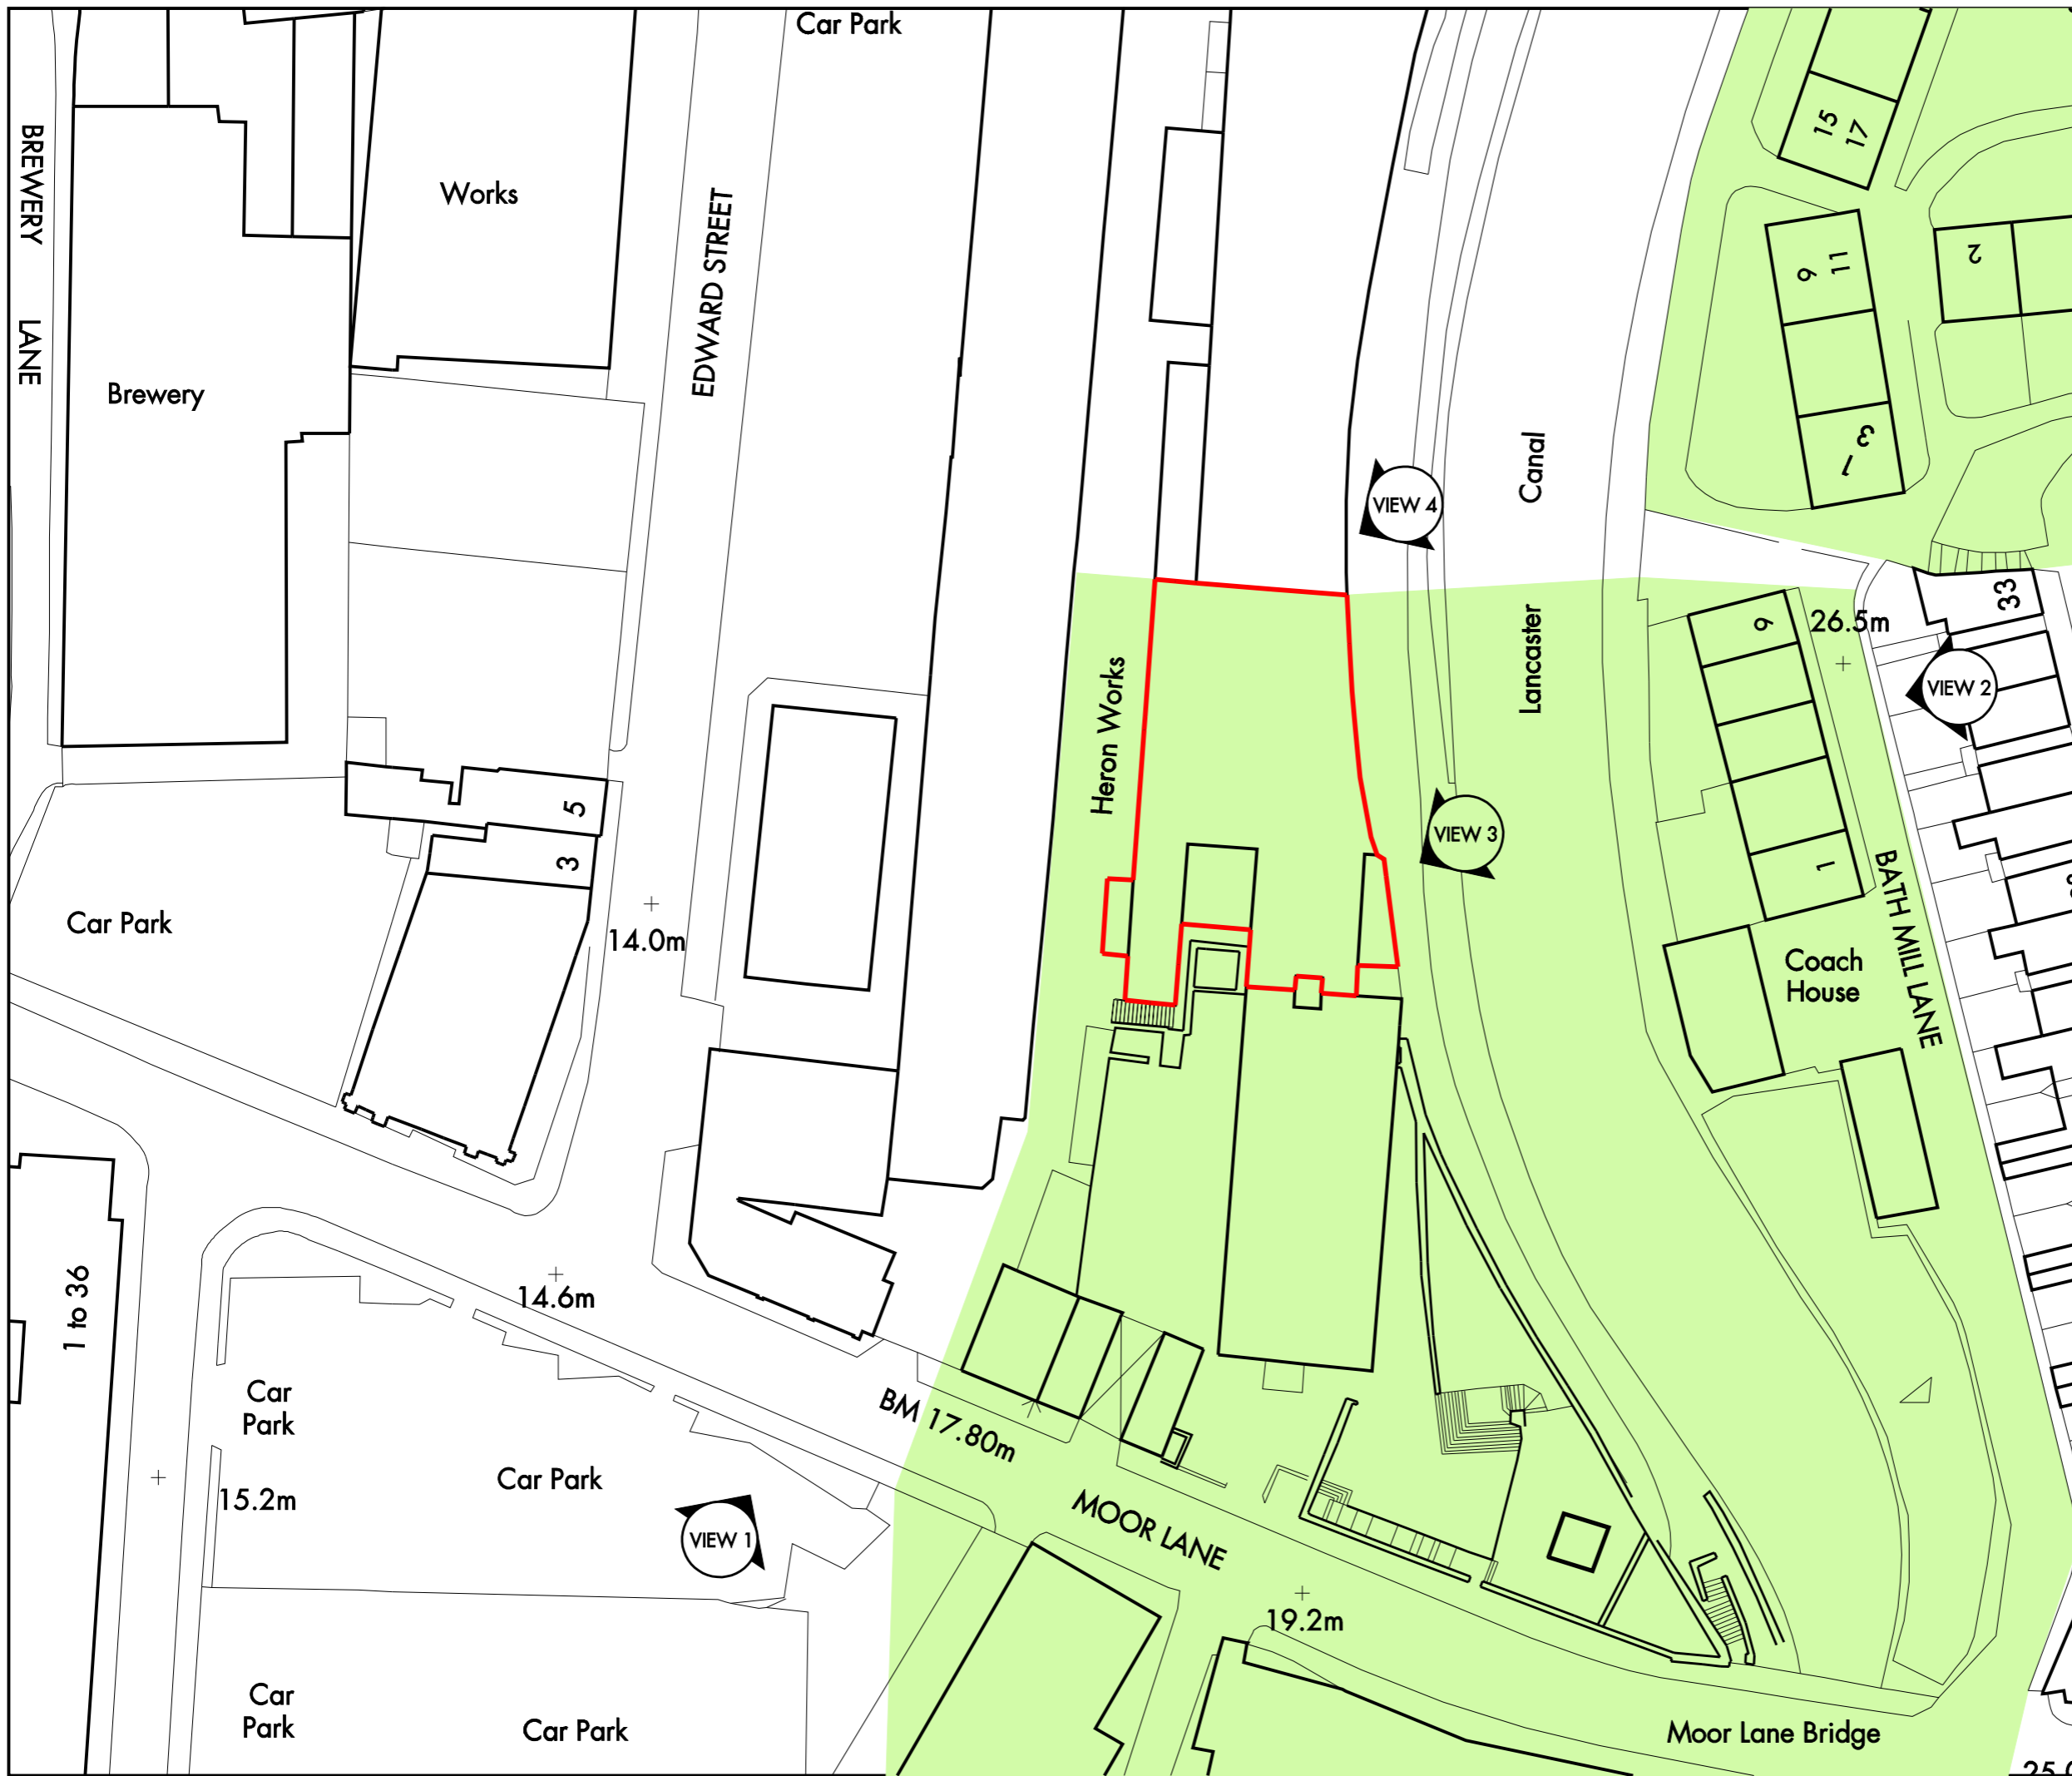 Car Park
BREWERY LANE
Works
EDWARD STREET
Brewery
15
17
9
11
2
3
1
VIEW 4
Lancaster Canal
33
26.5m
9
VIEW 2
Heron Works
5
3
VIEW 3
1
BATH MILL LANE
Car Park
14.0m
Coach
House
1 to 36
14.6m
Car
Park
BM 17.80m
Car Park
15.2m
VIEW 1
MOOR LANE
19.2m
Car
Park
Car Park
Moor Lane Bridge